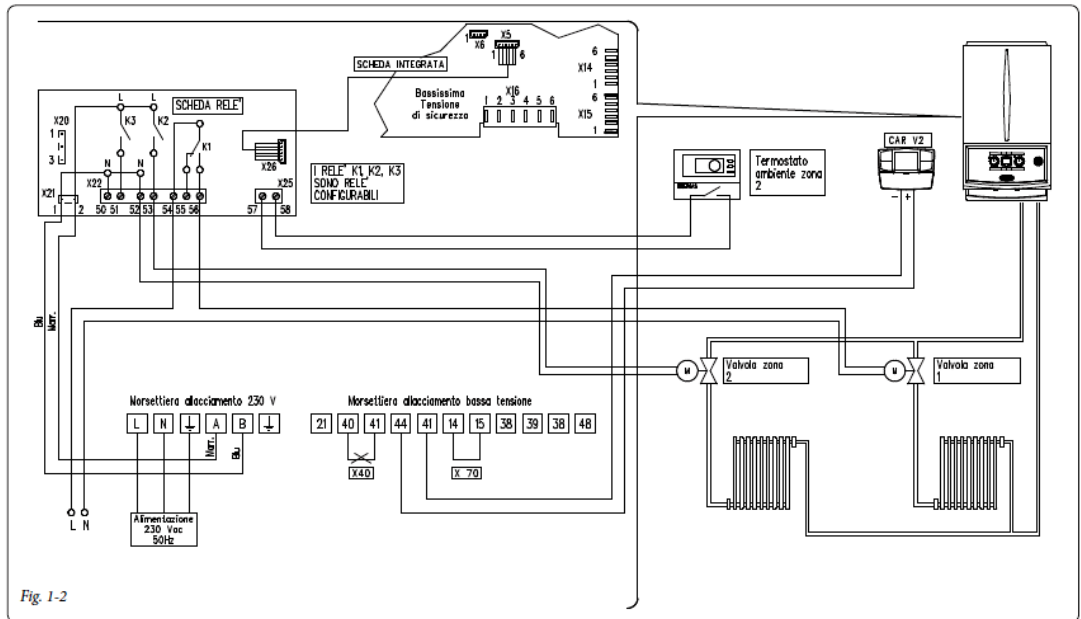 1
X6
X5
1
6
SCHEDA INTEGRATA
6
X14
1
6
X15
1
Bassissima
Tensione
di sicurezza
X16
1 2 3 4 5 6
L
L
SCHEDA RELE'
X20
1
3
K3
K2
K1
N
N
X26
X21
X22
X25
1
2
50 51
52 53
54 55 56
57
58
I RELE' K1, K2, K3
SONO RELE'
CONFIGURABILI
Termostato
ambiente zona
2
CAR V2
- +
Blu
Marr.
M
Valvola zona
2
M
Valvola zona
1
Morsettiera allacciamento 230 V
L N A B
Marr.
Blu
Morsettiera allacciamento bassa tensione
21 40 41 44 41 14 15 38 39 38 48
X40
X 70
L N
Alimentazione
230 Vac
50Hz
Fig. 1-2